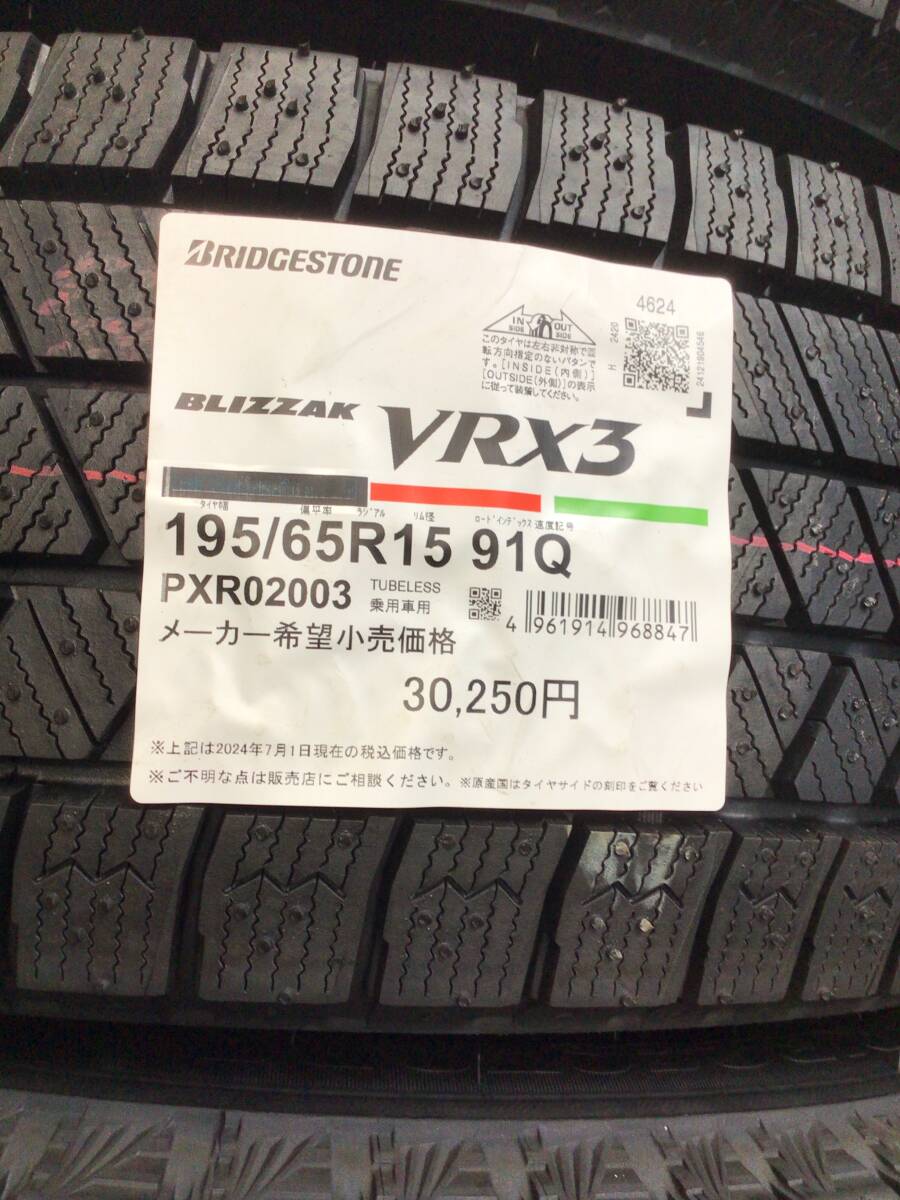 BRIDGESTONE
4624
IN
SIDE
OUT
SIDE
H 2420
このタイヤは左右非対称で回
転方向指定のないパタンで
す。[INSIDE(内側)]
[OUTSIDE(外側)]の表示
に従って装着してください。
BLIZZAK VRX3
タイヤ幅 偏平率 ラジアル リム径 ロードインデックス 速度記号
195/65R15 91Q
PXR02003 TUBELESS
乗用車用
4 961914 968847
メーカー希望小売価格
30,250円
※上記は2024年7月1日現在の税込価格です。
※ご不明な点は販売店にご相談ください。※原産国はタイヤサイドの刻印をご覧ください